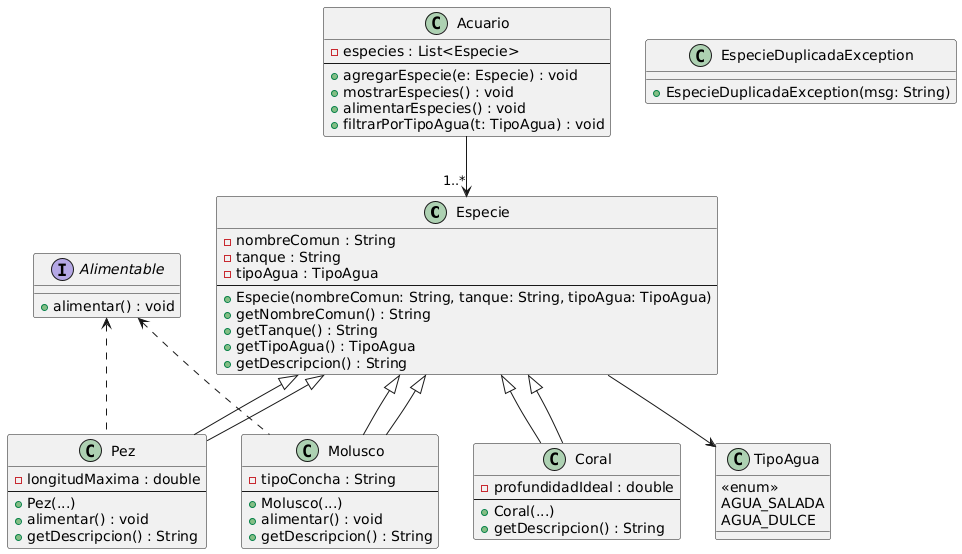 C Acuario
especies : List<Especie>
agregarEspecie(e: Especie) : void
mostrarEspecies() : void
alimentarEspecies() : void
filtrarPorTipoAgua(t: TipoAgua) : void
C EspecieDuplicadaException
EspecieDuplicadaException(msg: String)
1..*
C Especie
nombreComun : String
tanque : String
tipoAgua : TipoAgua
Especie(nombreComun: String, tanque: String, tipoAgua: TipoAgua)
getNombreComun() : String
getTanque() : String
getTipoAgua() : TipoAgua
getDescripcion() : String
I Alimentable
alimentar() : void
C Pez
longitudMaxima : double
Pez(...)
alimentar() : void
getDescripcion() : String
C Molusco
tipoConcha : String
Molusco(...)
alimentar() : void
getDescripcion() : String
C Coral
profundidadIdeal : double
Coral(...)
getDescripcion() : String
C TipoAgua
«enum»
AGUA_SALADA
AGUA_DULCE